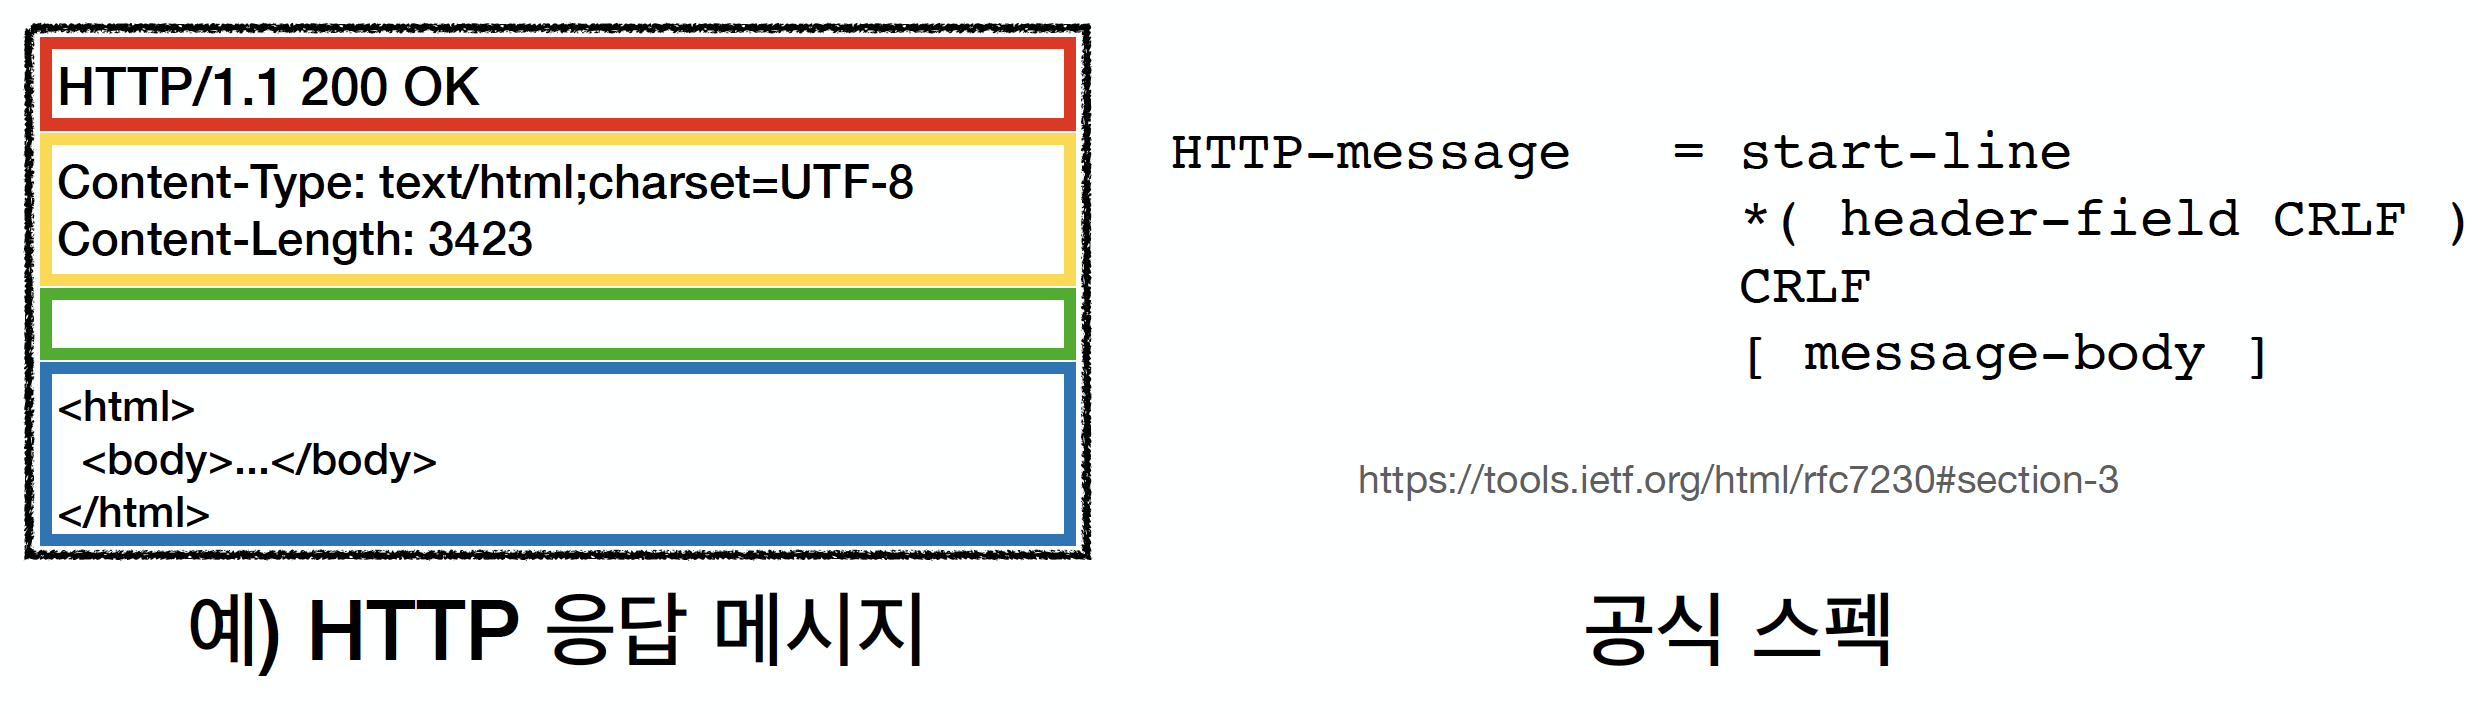 HTTP/1.1 200 OK
Content-Type: text/html;charset=UTF-8
Content-Length: 3423
<html>
<body>...</body>
</html>
예) HTTP 응답 메시지
HTTP-message = start-line
*( header-field CRLF )
CRLF
[ message-body ]
https://tools.ietf.org/html/rfc7230#section-3
공식 스펙